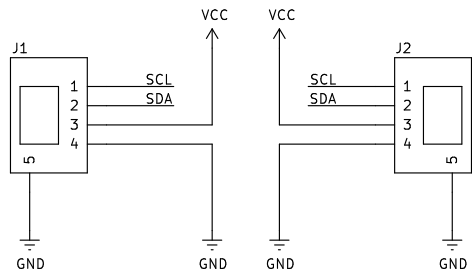 VCC VCC
J1 J2
1 SCL SCL 1
2 SDA SDA 2
3 3
4 4
5 5
GND GND GND GND